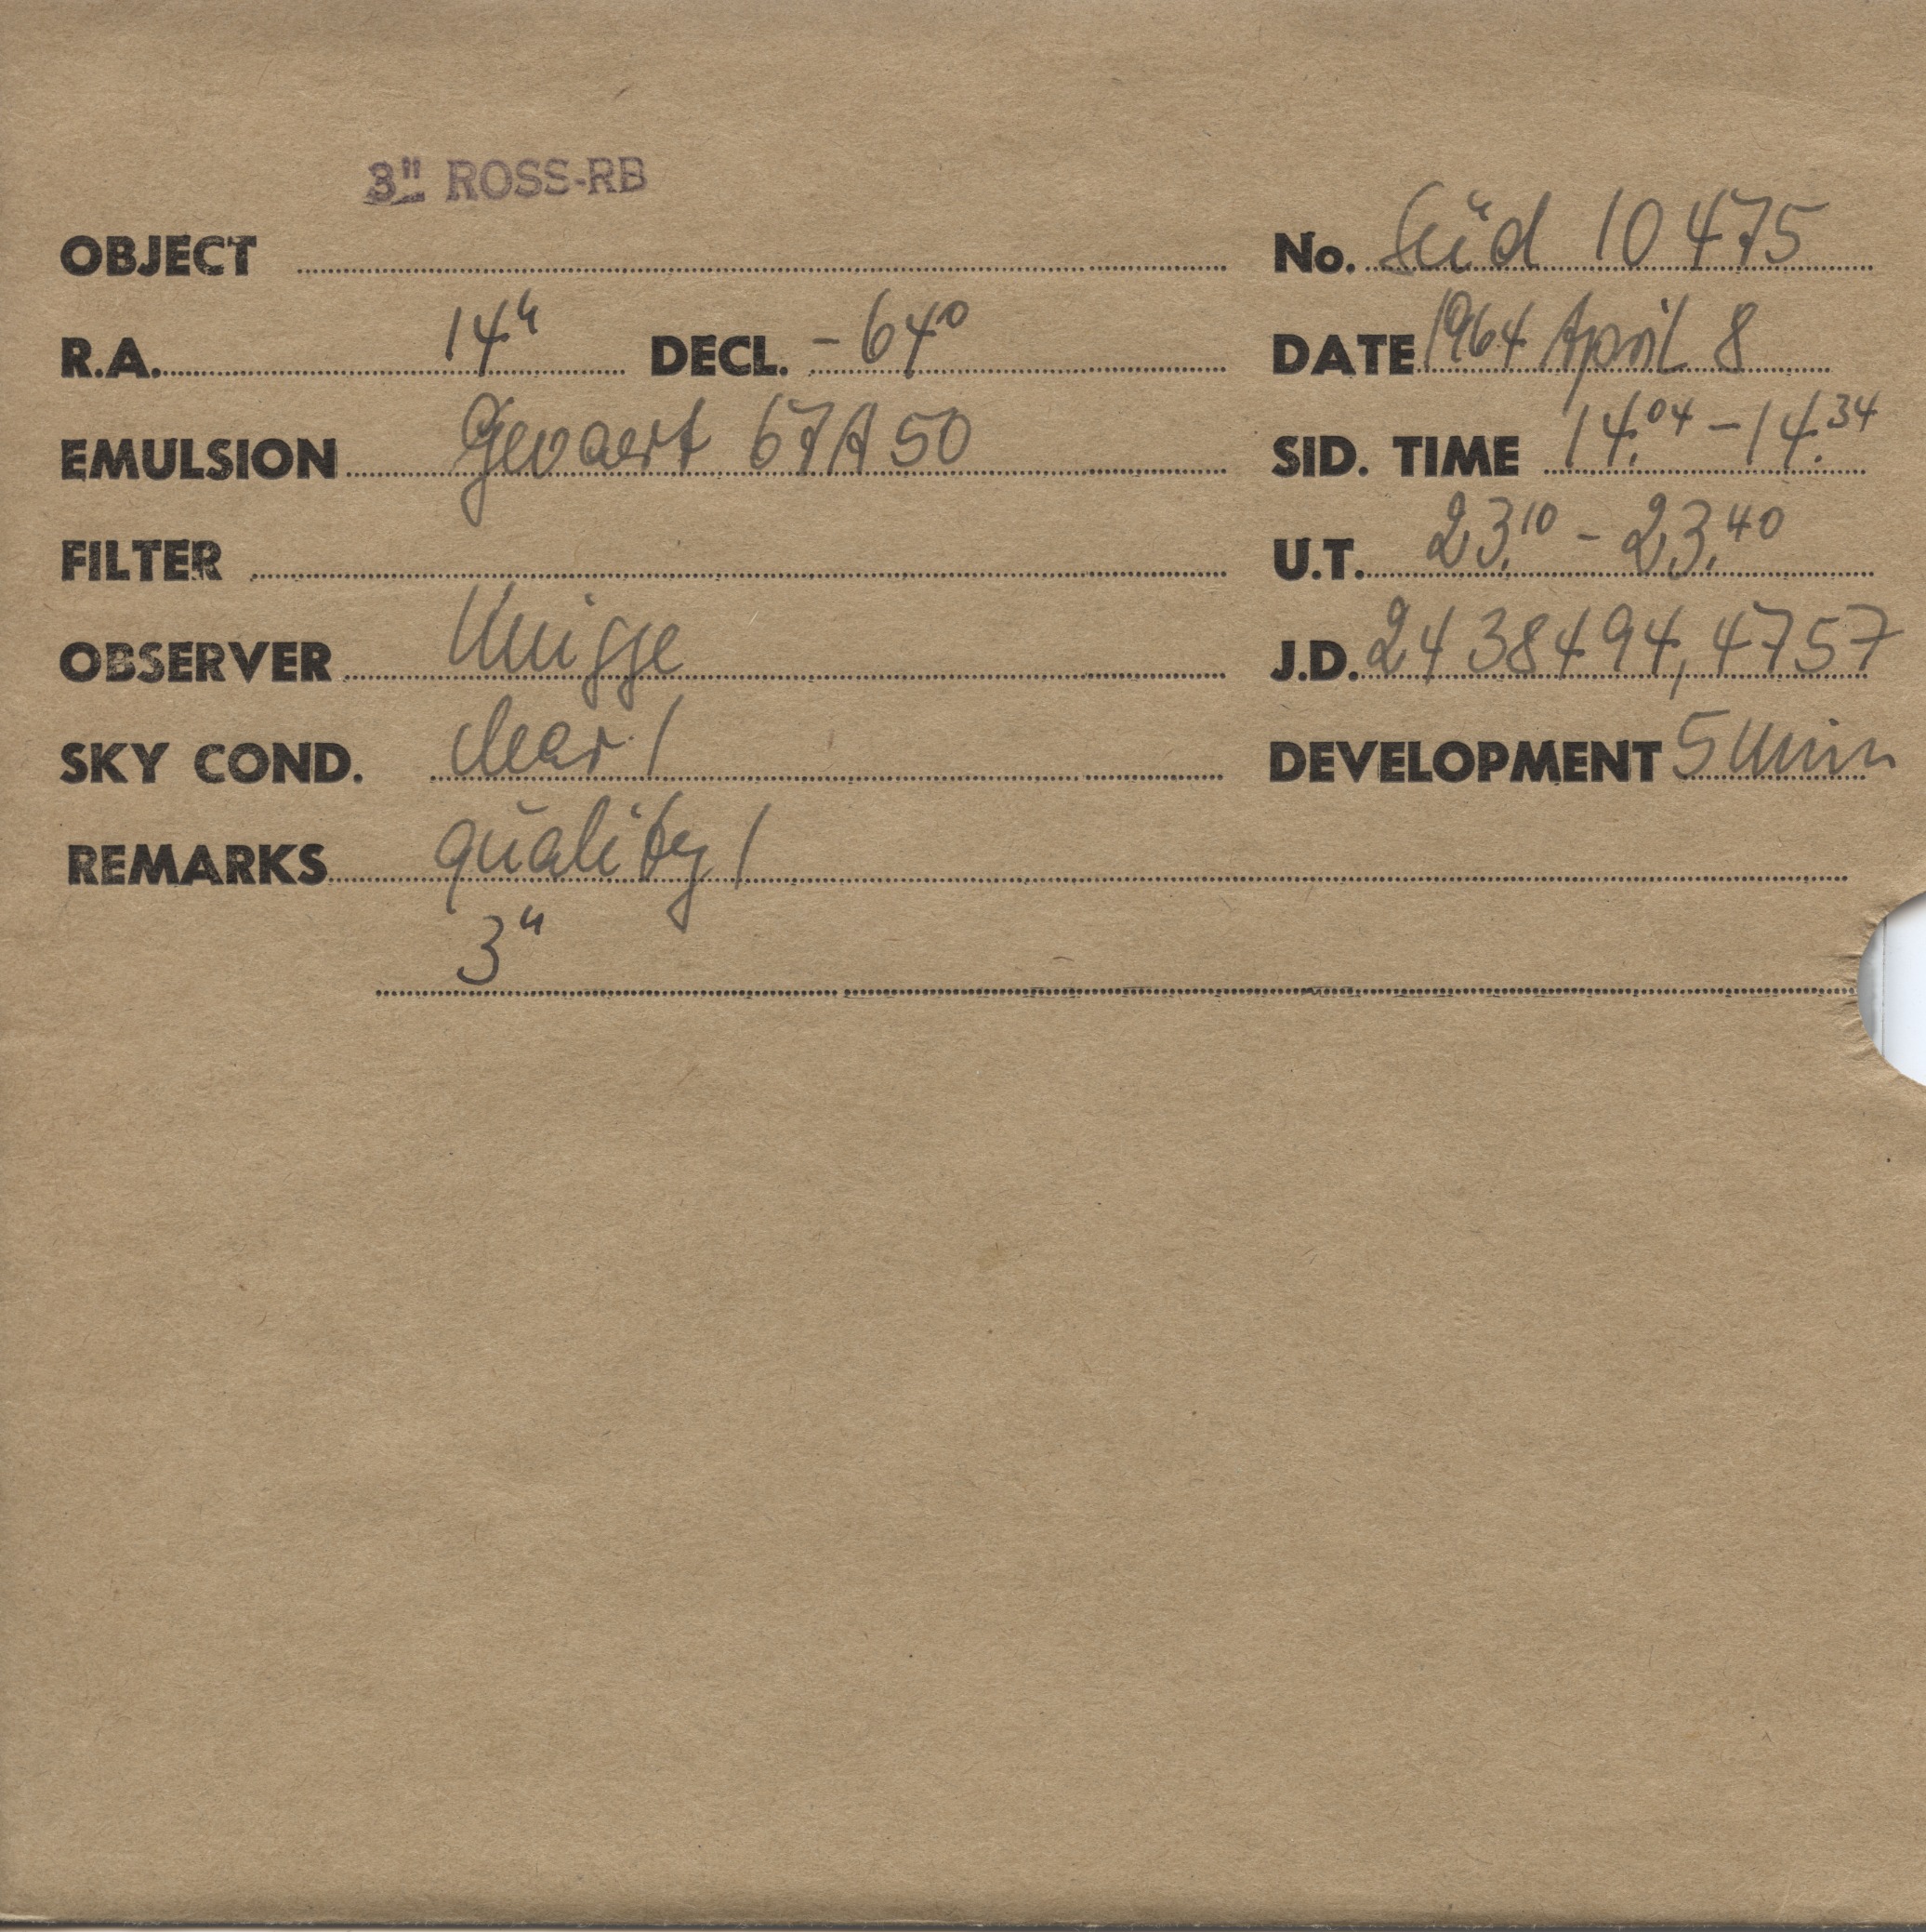 3" ROSS-RB
OBJECT No. Süd 10475
R.A. 14h DECL. -64° DATE 1964 April 8
EMULSION Gevaert 67A50 SID. TIME 14.04 - 14.34
FILTER U.T. 23.10 - 23.40
OBSERVER Knigge J.D. 2438494,4757
SKY COND. clear 1 DEVELOPMENT 5 min
REMARKS quality 1
3"